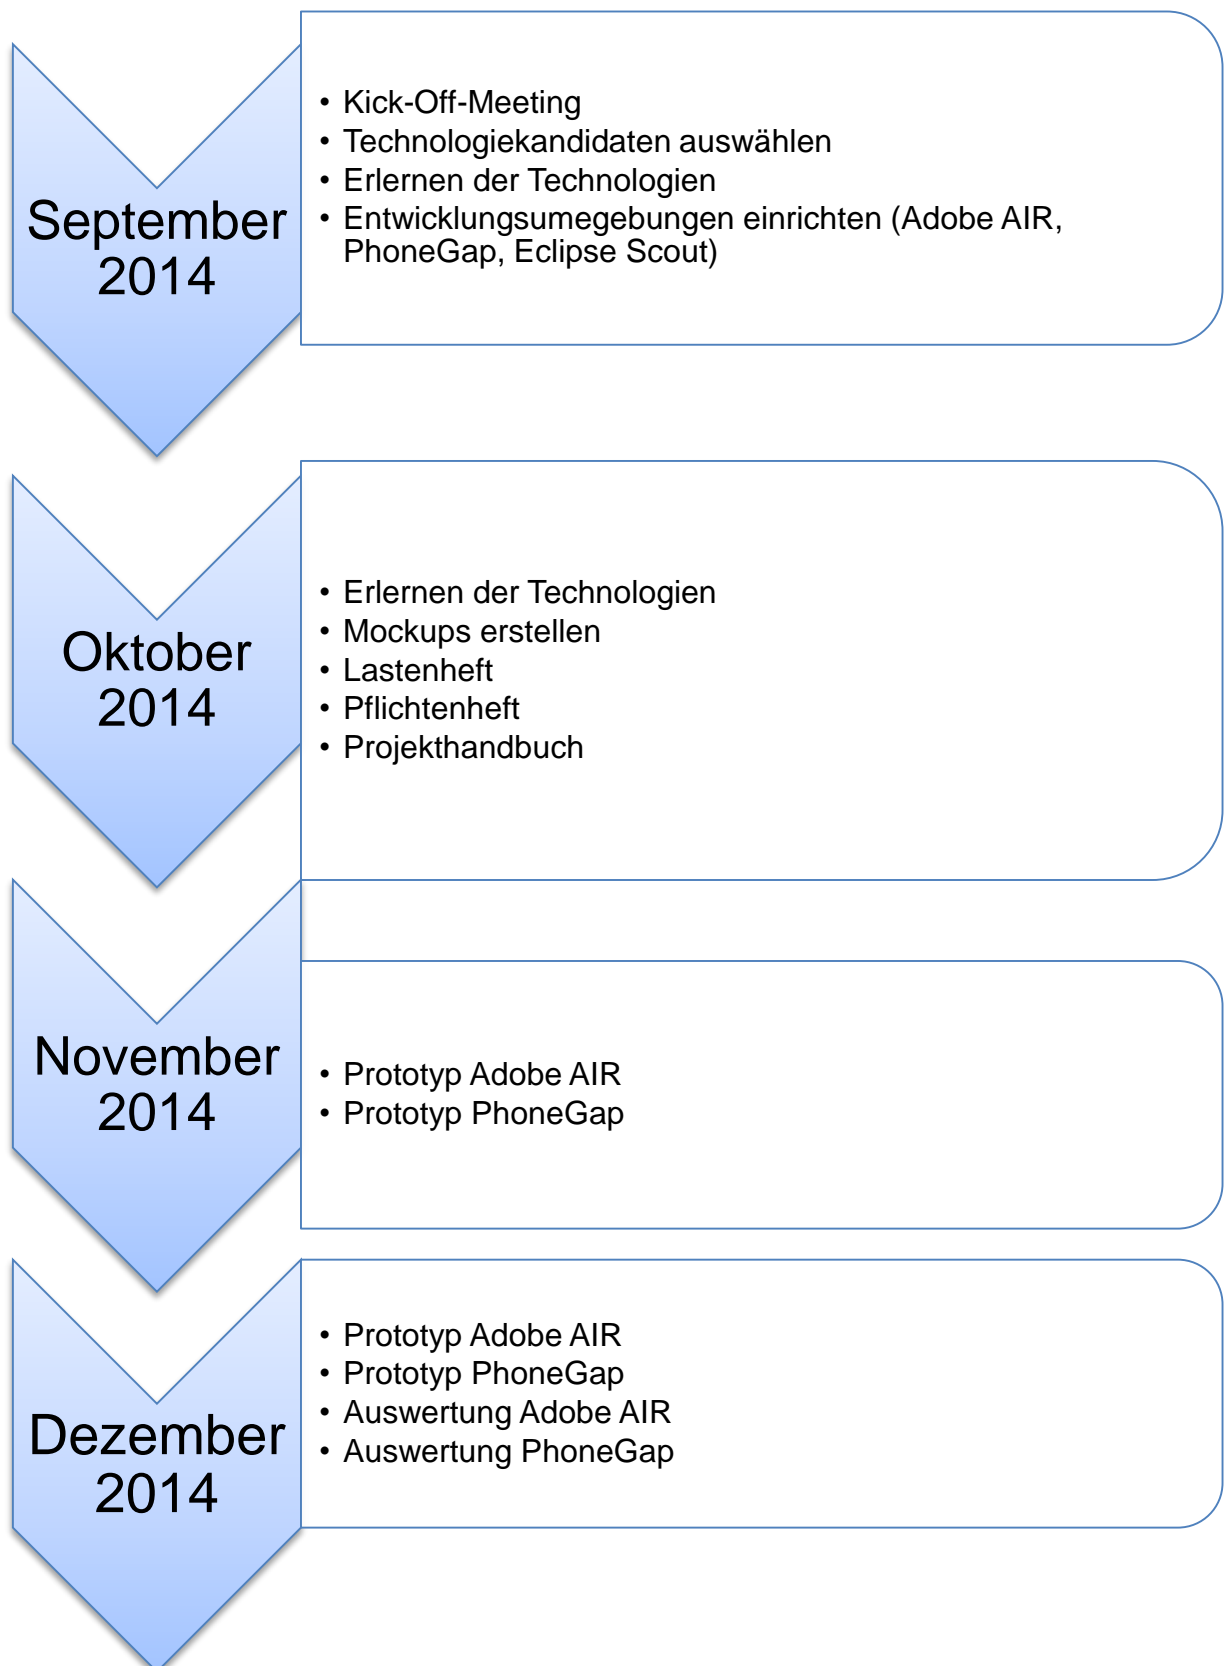 September
2014
• Kick-Off-Meeting
• Technologiekandidaten auswählen
• Erlernen der Technologien
• Entwicklungsumegebungen einrichten (Adobe AIR,
PhoneGap, Eclipse Scout)
Oktober
2014
• Erlernen der Technologien
• Mockups erstellen
• Lastenheft
• Pflichtenheft
• Projekthandbuch
November
2014
• Prototyp Adobe AIR
• Prototyp PhoneGap
Dezember
2014
• Prototyp Adobe AIR
• Prototyp PhoneGap
• Auswertung Adobe AIR
• Auswertung PhoneGap